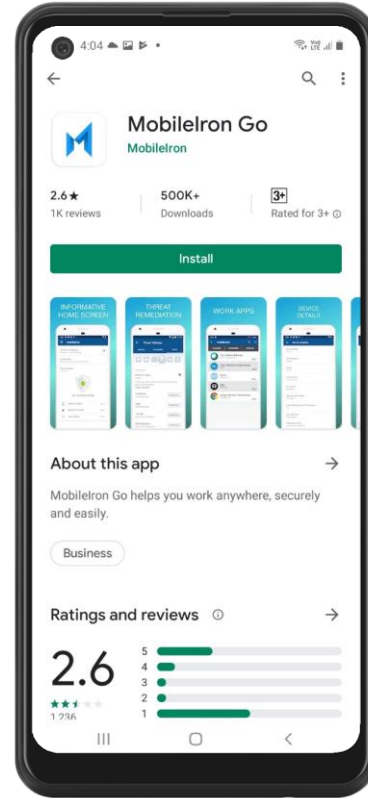 4:04
MobileIron Go
MobileIron
2.6★ 500K+ 3+
1K reviews Downloads Rated for 3+
Install
INFORMATIVE
HOME SCREEN
THREAT
REMEDIATION
WORK APPS
DEVICE
DETAILS
About this app
MobileIron Go helps you work anywhere, securely
and easily.
Business
Ratings and reviews
2.6
5
4
3
2
1
1,236